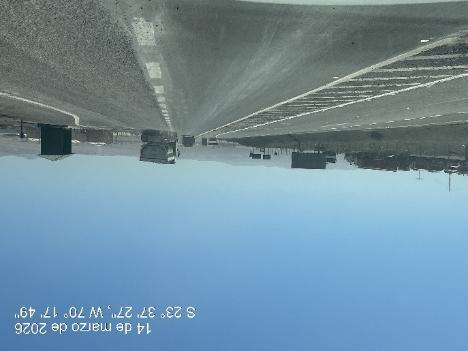 14 de marzo de 2026
S 23° 37' 27", W 70° 17' 49"